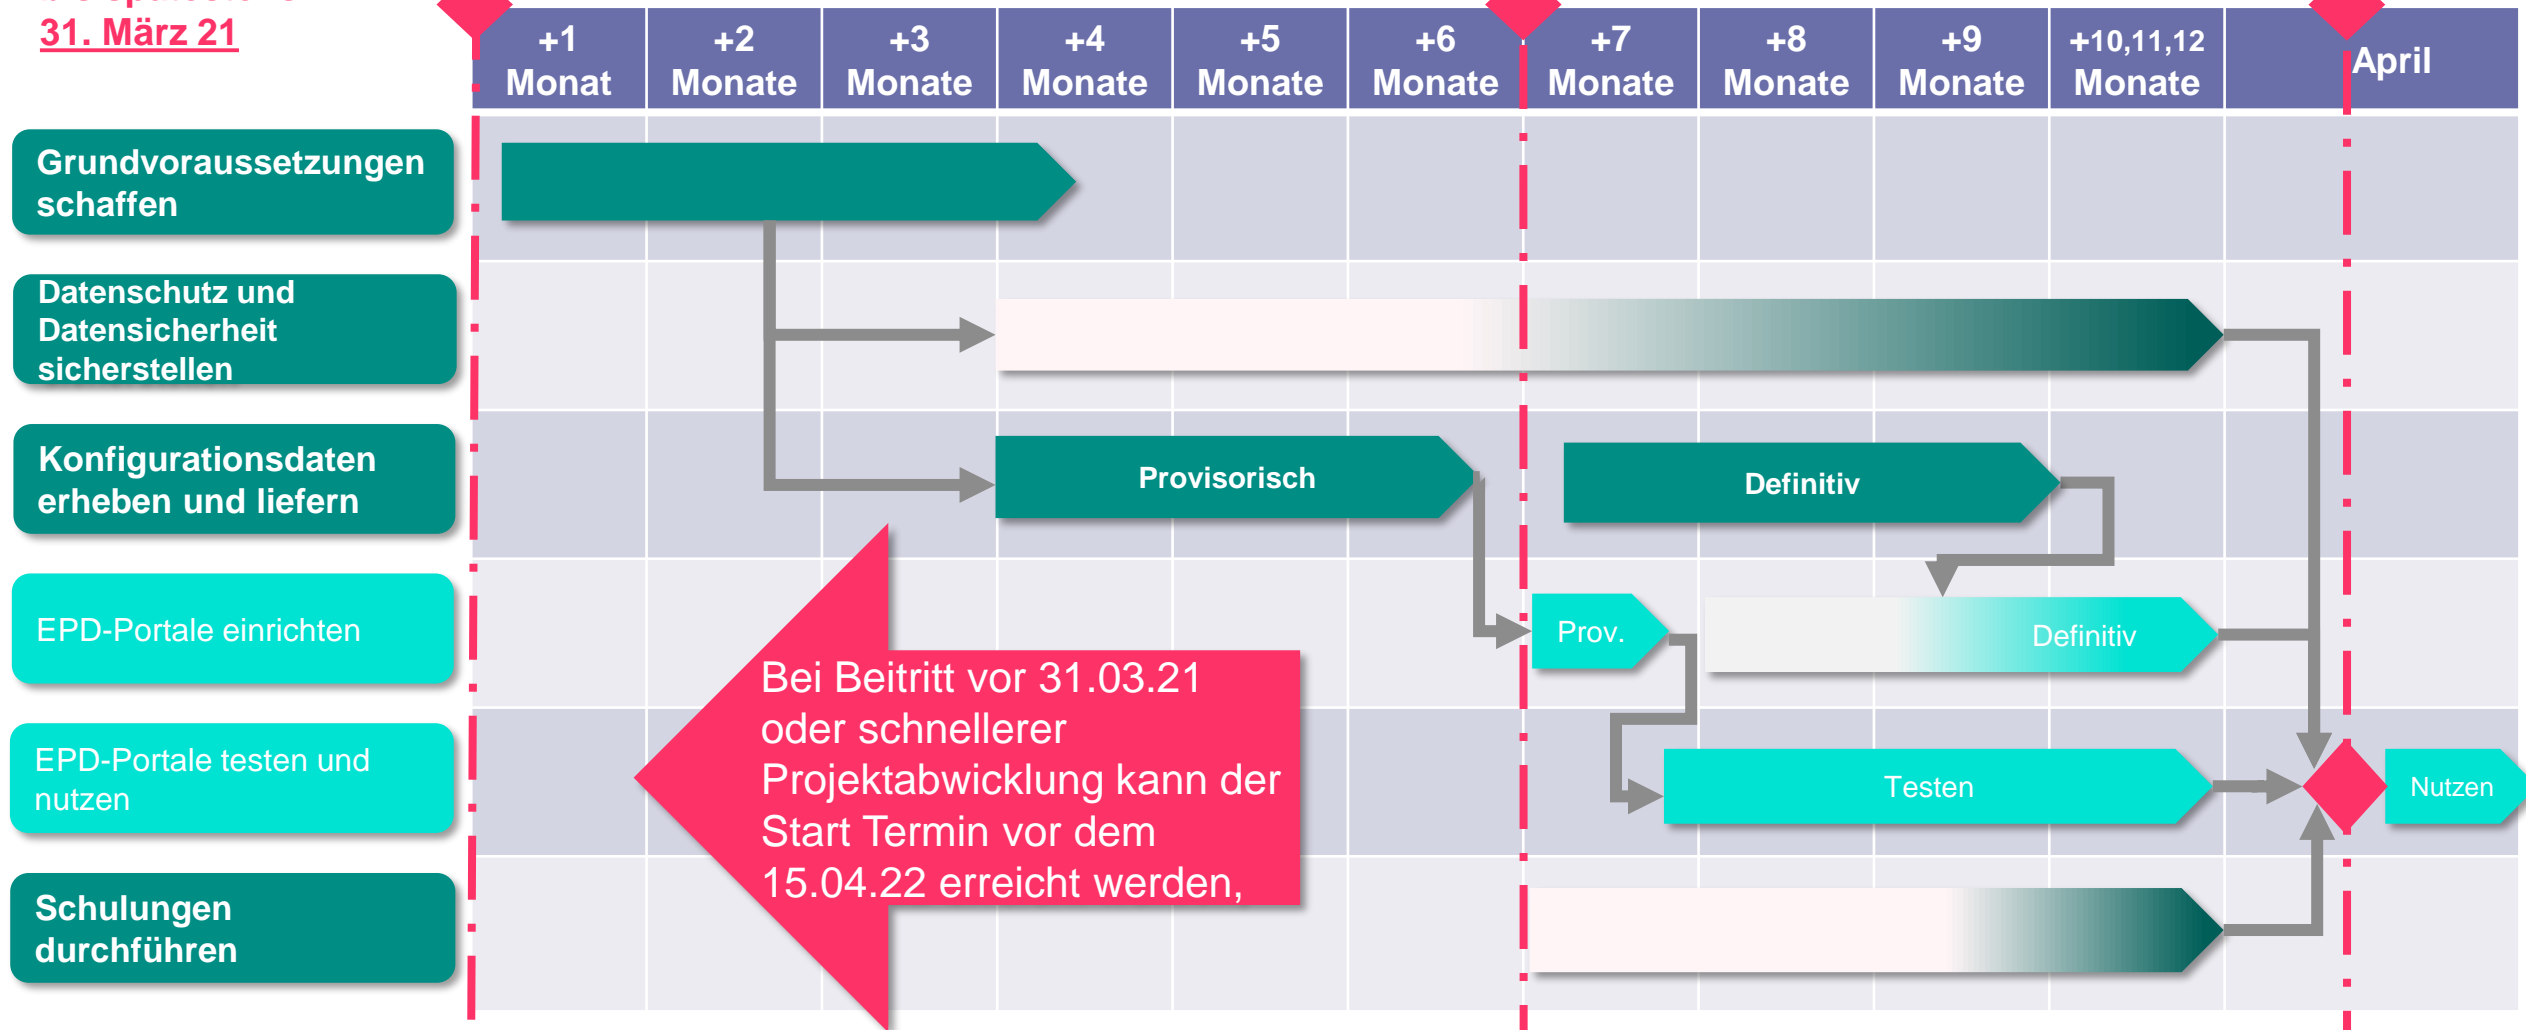 31. März 21
+1
Monat
+2
Monate
+3
Monate
+4
Monate
+5
Monate
+6
Monate
+7
Monate
+8
Monate
+9
Monate
+10,11,12
Monate
April
Grundvoraussetzungen
schaffen
Datenschutz und
Datensicherheit
sicherstellen
Konfigurationsdaten
erheben und liefern
Provisorisch
Definitiv
EPD-Portale einrichten
Prov.
Definitiv
Bei Beitritt vor 31.03.21
oder schnellerer
Projektabwicklung kann der
Start Termin vor dem
15.04.22 erreicht werden,
EPD-Portale testen und
nutzen
Testen
Nutzen
Schulungen
durchführen